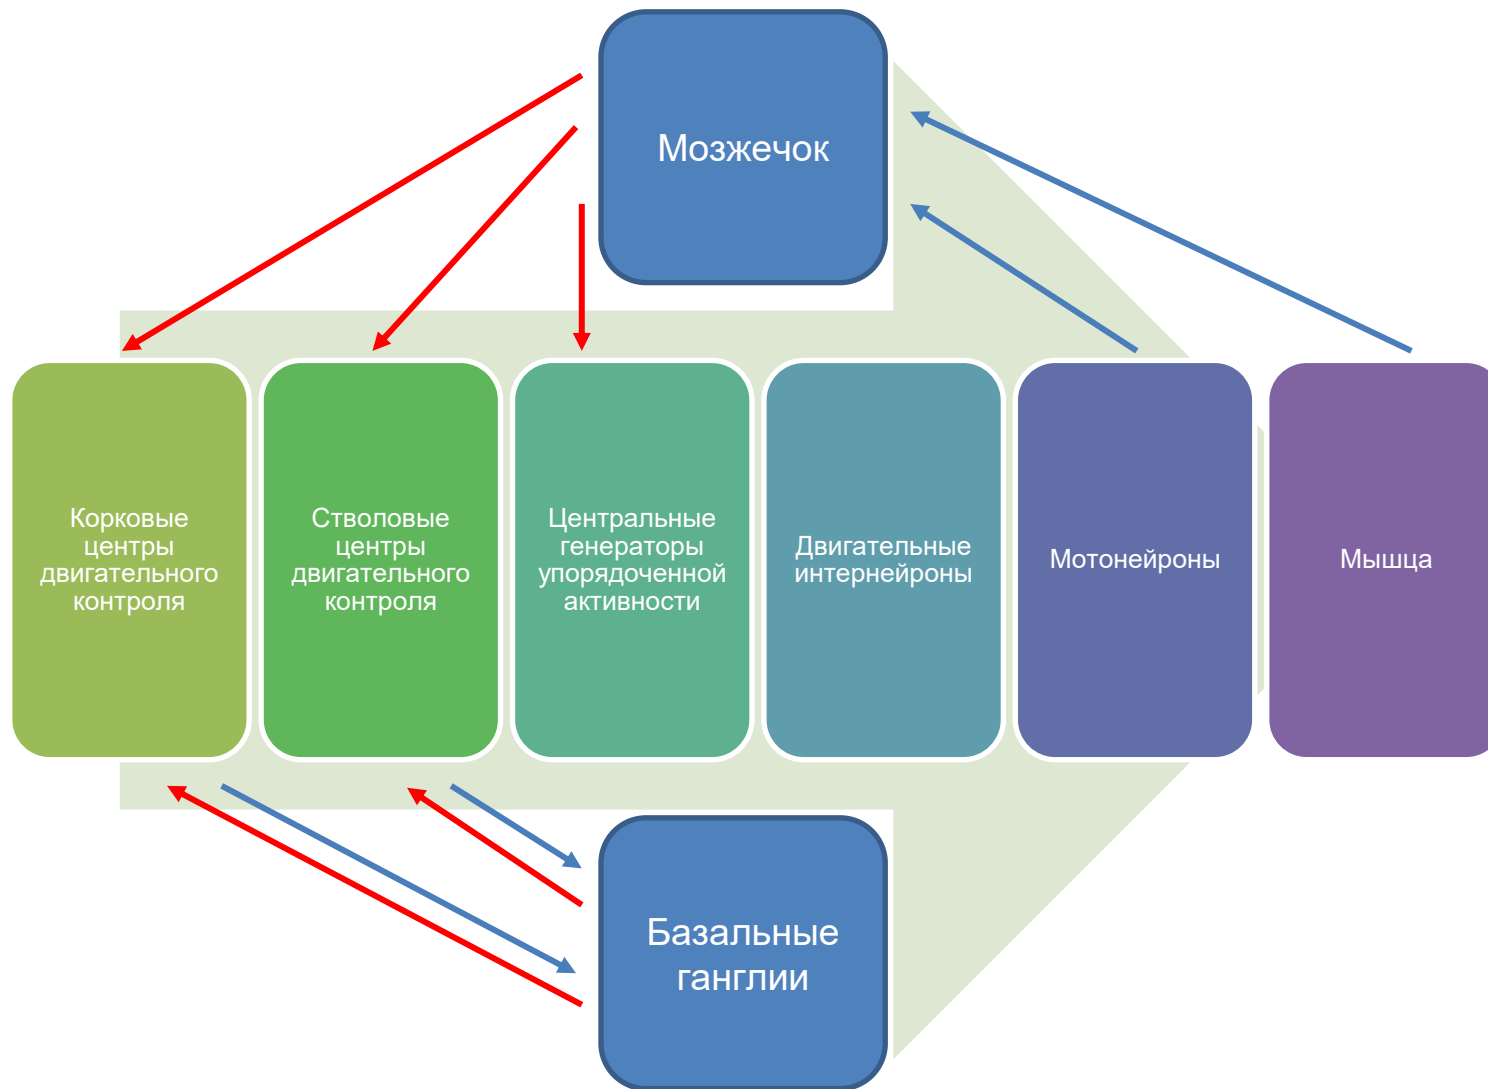 Мозжечок
Корковые
центры
двигательного
контроля
Стволовые
центры
двигательного
контроля
Центральные
генераторы
упорядоченной
активности
Двигательные
интернейроны
Мотонейроны
Мышца
Базальные
ганглии